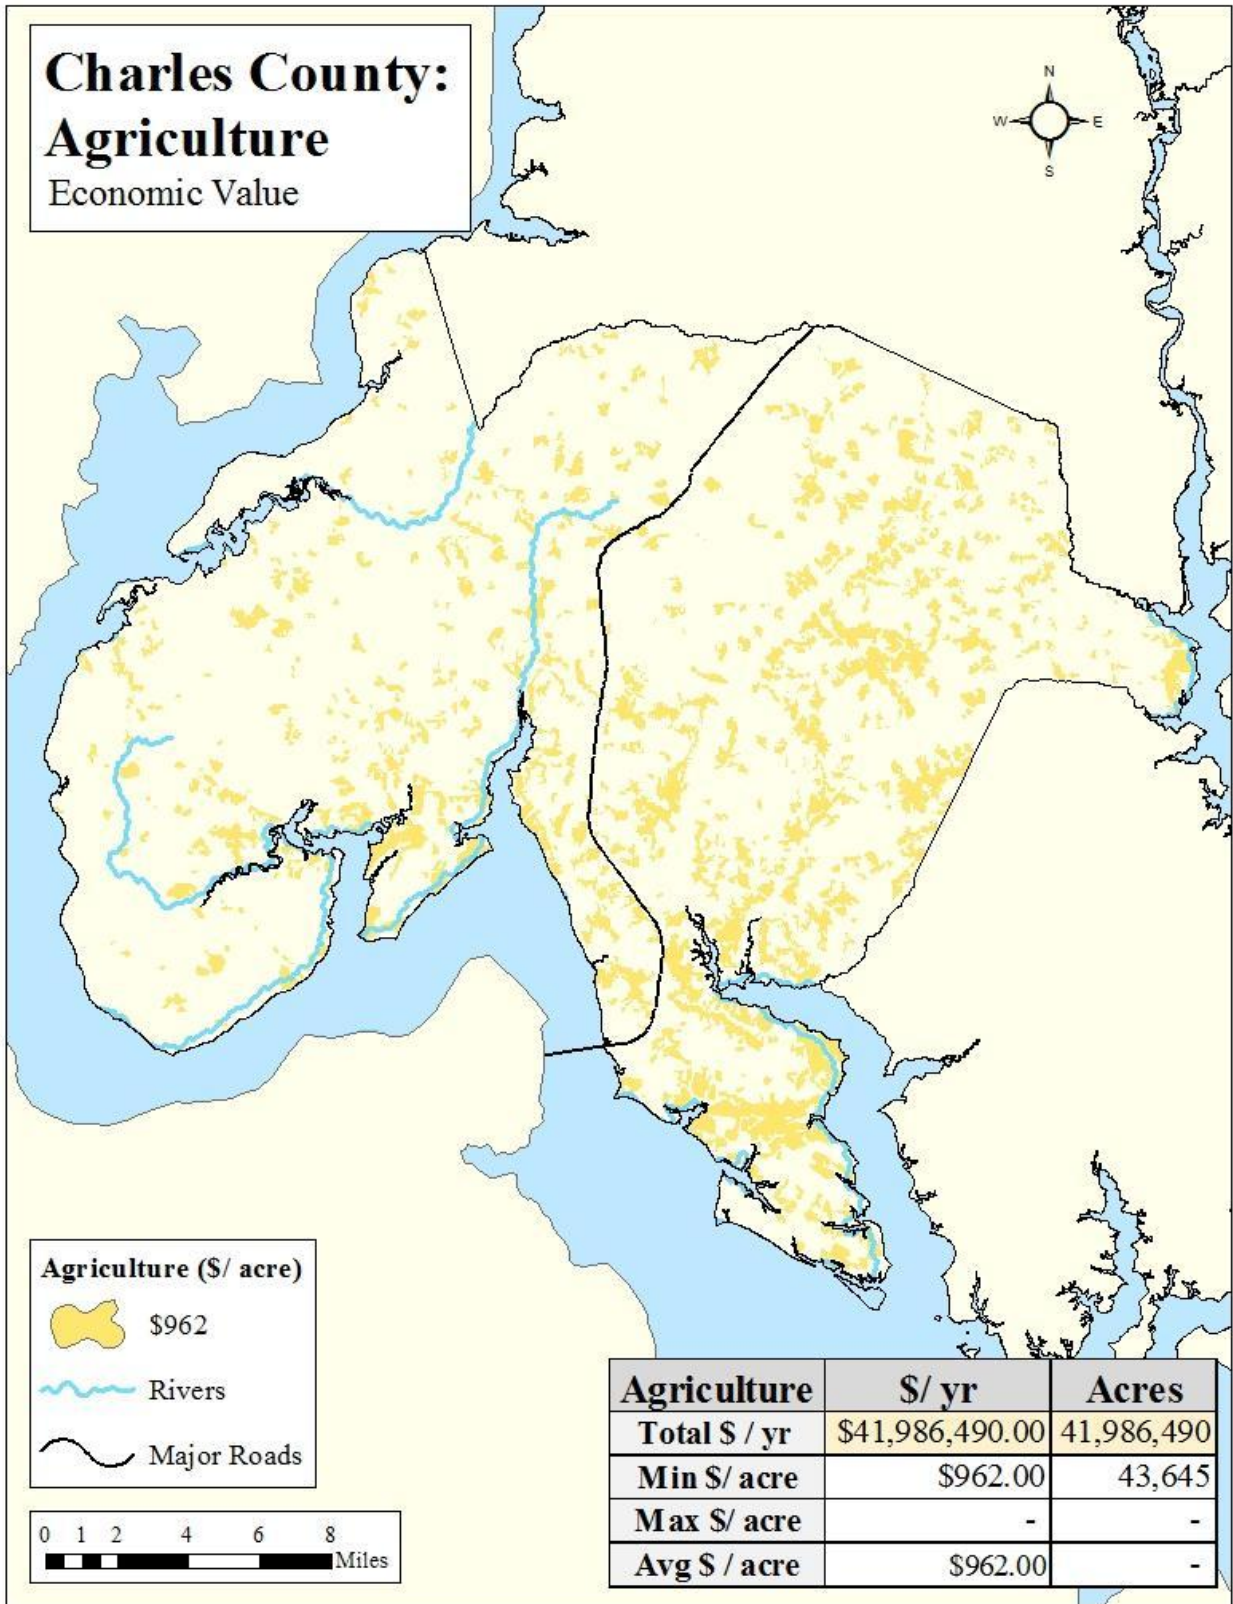 Charles County:
Agriculture
Economic Value
N
W E
S
Agriculture ($/ acre)
$962
Rivers
Major Roads
0 1 2 4 6 8
Miles
Agriculture $/ yr Acres
Total $ / yr $41,986,490.00 41,986,490
Min $/ acre $962.00 43,645
Max $/ acre - -
Avg $ / acre $962.00 -